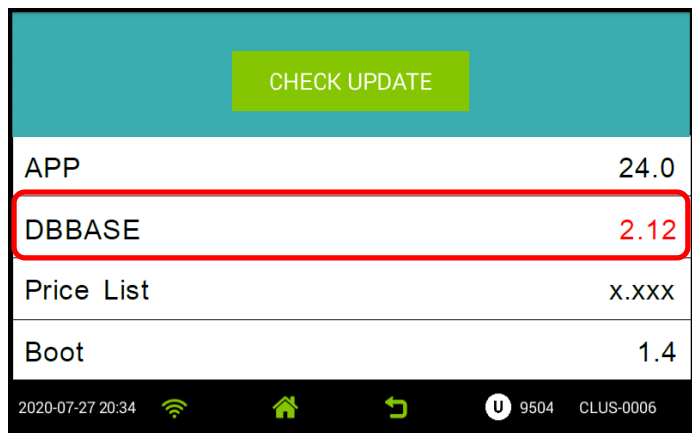 CHECK UPDATE
APP 24.0
DBBASE 2.12
Price List x.xxx
Boot 1.4
2020-07-27 20:34 U 9504 CLUS-0006